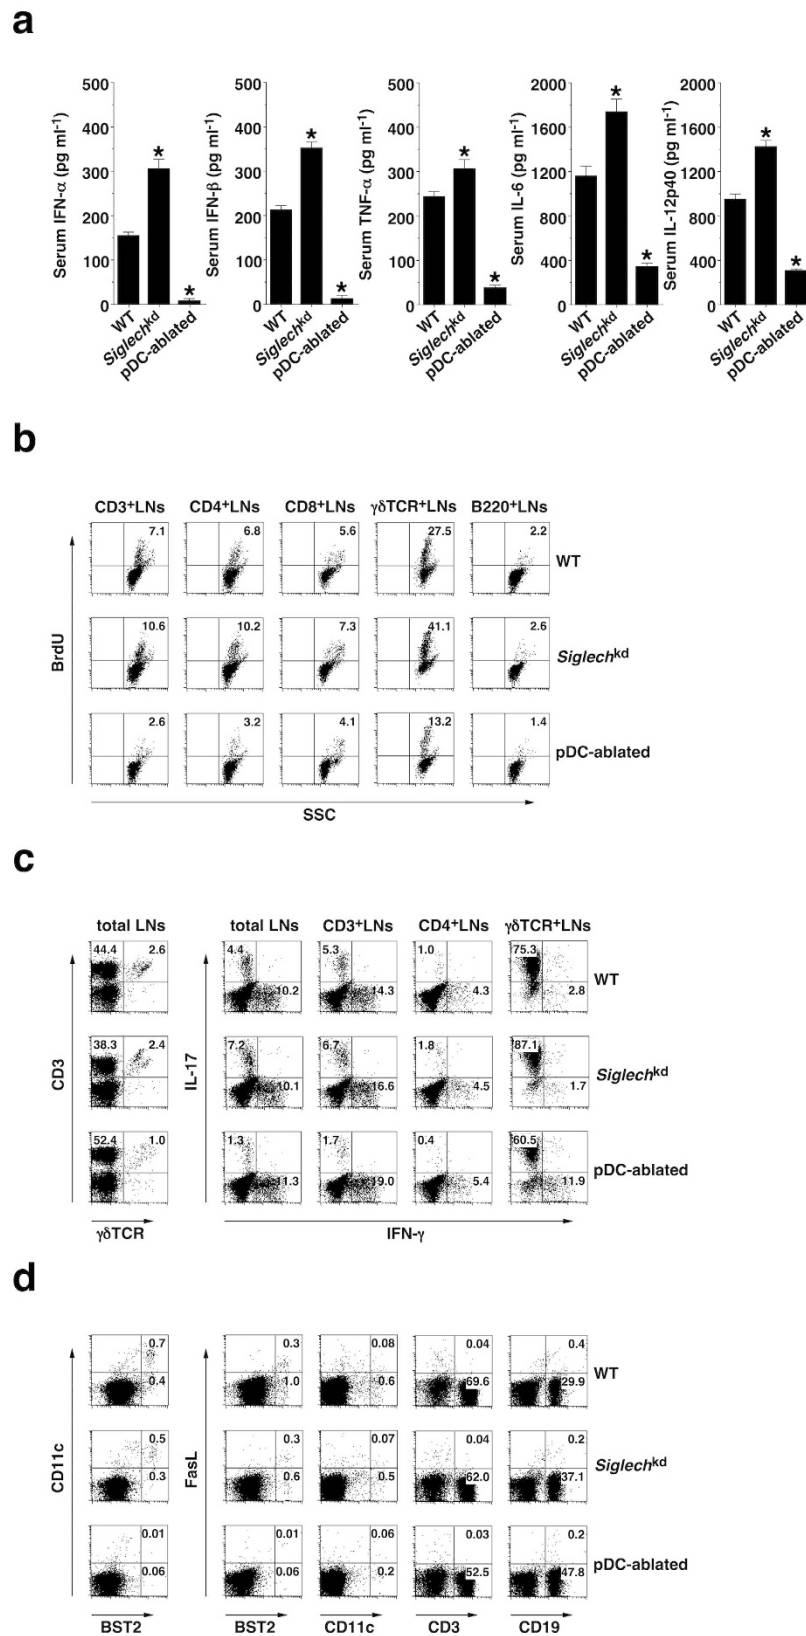 a
500 500 500 2000 2000
400 400 400 1600 1600
300 300 300 1200 1200
200 200 200 800 800
100 100 100 400 400
0 0 0 0 0
Serum IFN-α (pg ml-1)
Serum IFN-β (pg ml-1)
Serum TNF-α (pg ml-1)
Serum IL-6 (pg ml-1)
Serum IL-12p40 (pg ml-1)
* * * * *
* * * * *
WT Siglechkd pDC-ablated
WT Siglechkd pDC-ablated
WT Siglechkd pDC-ablated
WT Siglechkd pDC-ablated
WT Siglechkd pDC-ablated
b
CD3+LNs CD4+LNs CD8+LNs γδTCR+LNs B220+LNs
7.1 6.8 5.6 27.5 2.2
WT
10.6 10.2 7.3 41.1 2.6
BrdU
Siglechkd
2.6 3.2 4.1 13.2 1.4
pDC-ablated
SSC
c
total LNs total LNs CD3+LNs CD4+LNs γδTCR+LNs
44.4 2.6 4.4 5.3 1.0 75.3
WT
10.2 14.3 4.3 2.8
38.3 2.4 7.2 6.7 1.8 87.1
CD3 IL-17
Siglechkd
10.1 16.6 4.5 1.7
52.4 1.0 1.3 1.7 0.4 60.5
pDC-ablated
11.3 19.0 5.4 11.9
γδTCR IFN-γ
d
0.7 0.3 0.08 0.04 0.4
WT
0.4 1.0 0.6 69.6 29.9
0.5 0.3 0.07 0.04 0.2
CD11c FasL
Siglechkd
0.3 0.6 0.5 62.0 37.1
0.01 0.01 0.06 0.03 0.2
pDC-ablated
0.06 0.06 0.2 52.5 47.8
BST2 BST2 CD11c CD3 CD19